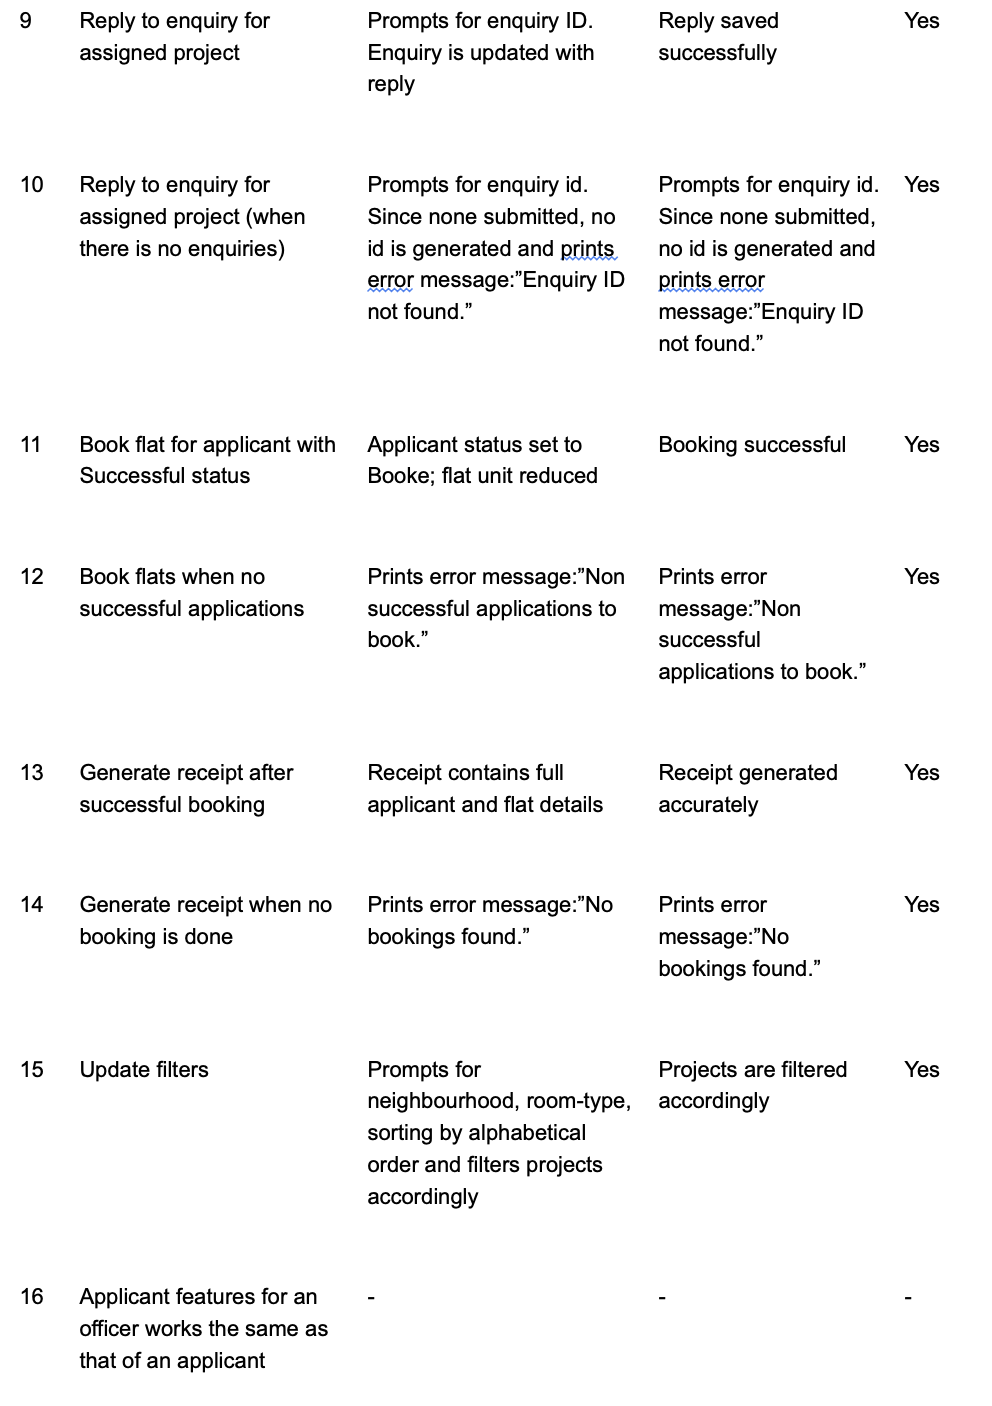 9 Reply to enquiry for Prompts for enquiry ID. Reply saved Yes
assigned project Enquiry is updated with successfully
reply
10 Reply to enquiry for Prompts for enquiry id. Prompts for enquiry id. Yes
assigned project (when Since none submitted, no Since none submitted,
there is no enquiries) id is generated and prints no id is generated and
error message:”Enquiry ID prints error
not found.” message:”Enquiry ID
not found.”
11 Book flat for applicant with Applicant status set to Booking successful Yes
Successful status Booke; flat unit reduced
12 Book flats when no Prints error message:”Non Prints error Yes
successful applications successful applications to message:”Non
book.” successful
applications to book.”
13 Generate receipt after Receipt contains full Receipt generated Yes
successful booking applicant and flat details accurately
14 Generate receipt when no Prints error message:”No Prints error Yes
booking is done bookings found.” message:”No
bookings found.”
15 Update filters Prompts for Projects are filtered Yes
neighbourhood, room-type, accordingly
sorting by alphabetical
order and filters projects
accordingly
16 Applicant features for an - - -
officer works the same as
that of an applicant